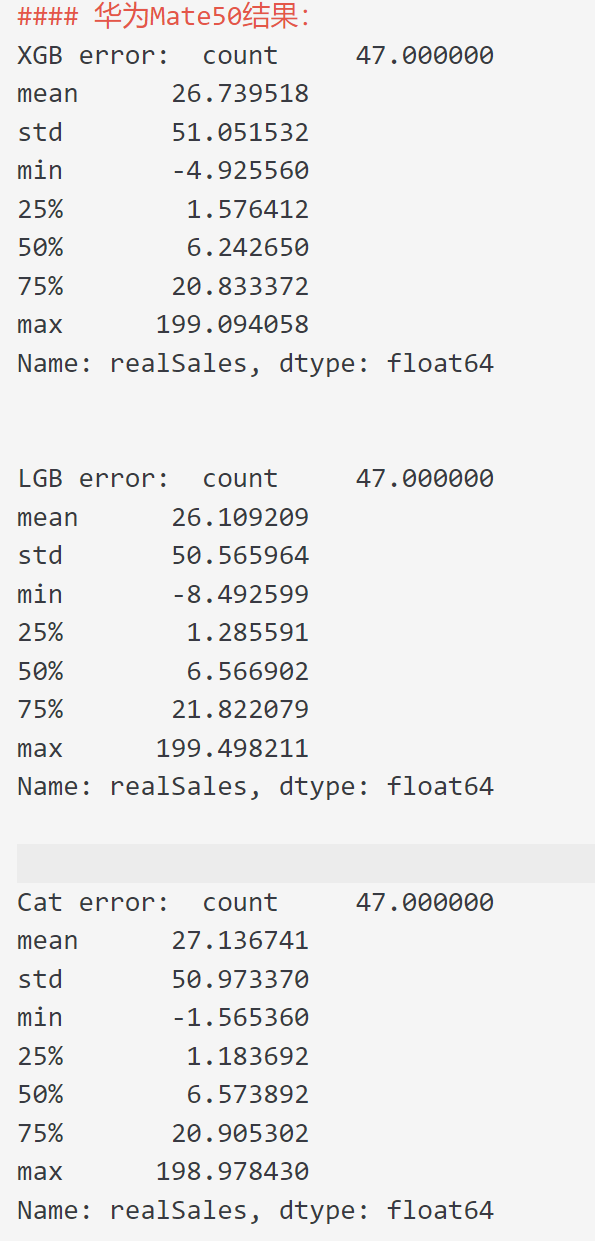 #### 华为Mate50结果：
XGB error:  count     47.000000
mean      26.739518
std       51.051532
min       -4.925560
25%        1.576412
50%        6.242650
75%       20.833372
max      199.094058
Name: realSales, dtype: float64
LGB error:  count     47.000000
mean      26.109209
std       50.565964
min       -8.492599
25%        1.285591
50%        6.566902
75%       21.822079
max      199.498211
Name: realSales, dtype: float64
Cat error:  count     47.000000
mean      27.136741
std       50.973370
min       -1.565360
25%        1.183692
50%        6.573892
75%       20.905302
max      198.978430
Name: realSales, dtype: float64